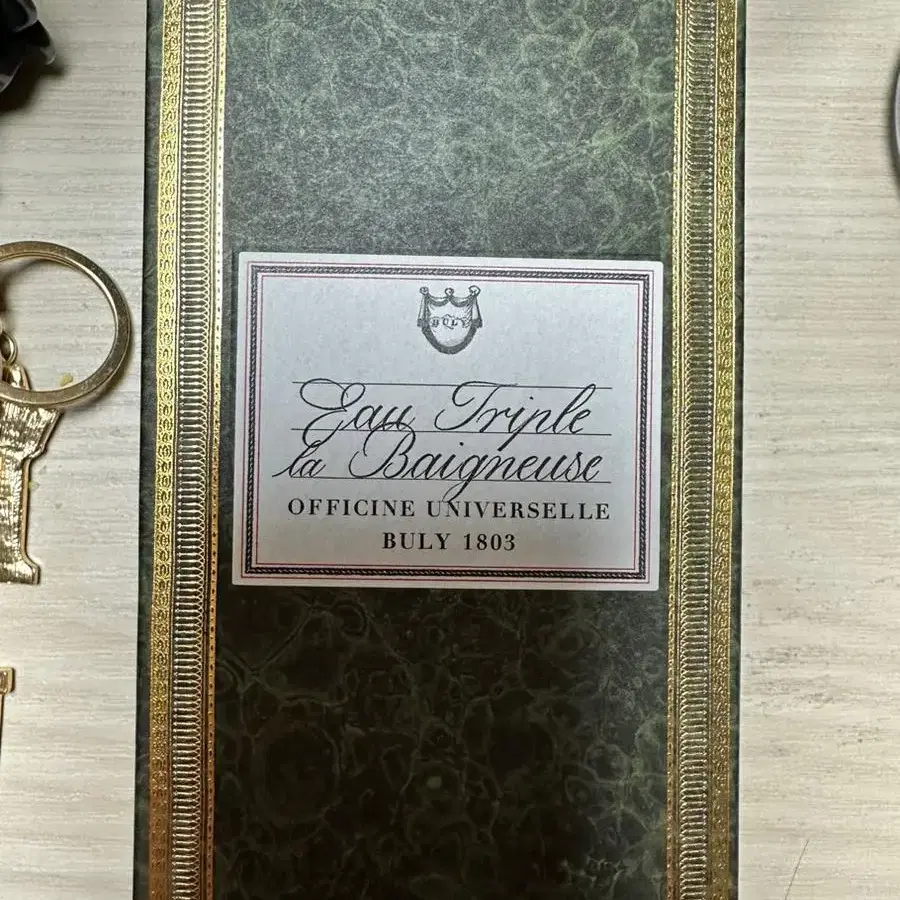 BULY
Eau Triple
la Baigneuse
OFFICINE UNIVERSELLE
BULY 1803